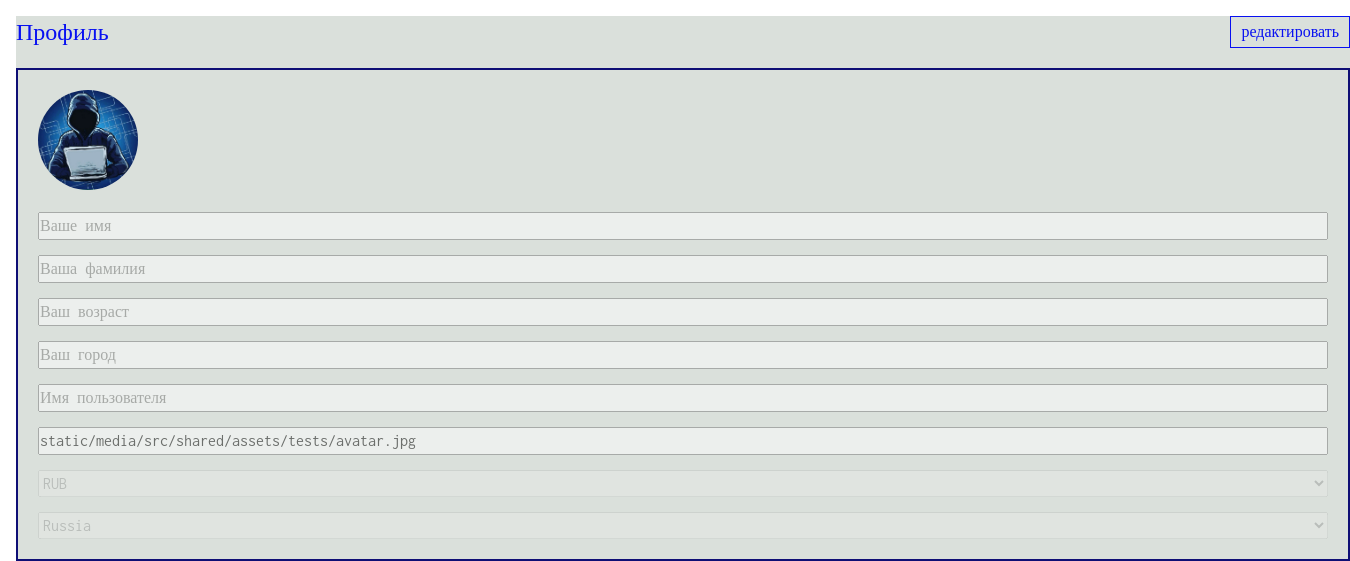 Профиль
редактировать
Ваше имя
Ваша фамилия
Ваш возраст
Ваш город
Имя пользователя
static/media/src/shared/assets/tests/avatar.jpg
RUB
Russia